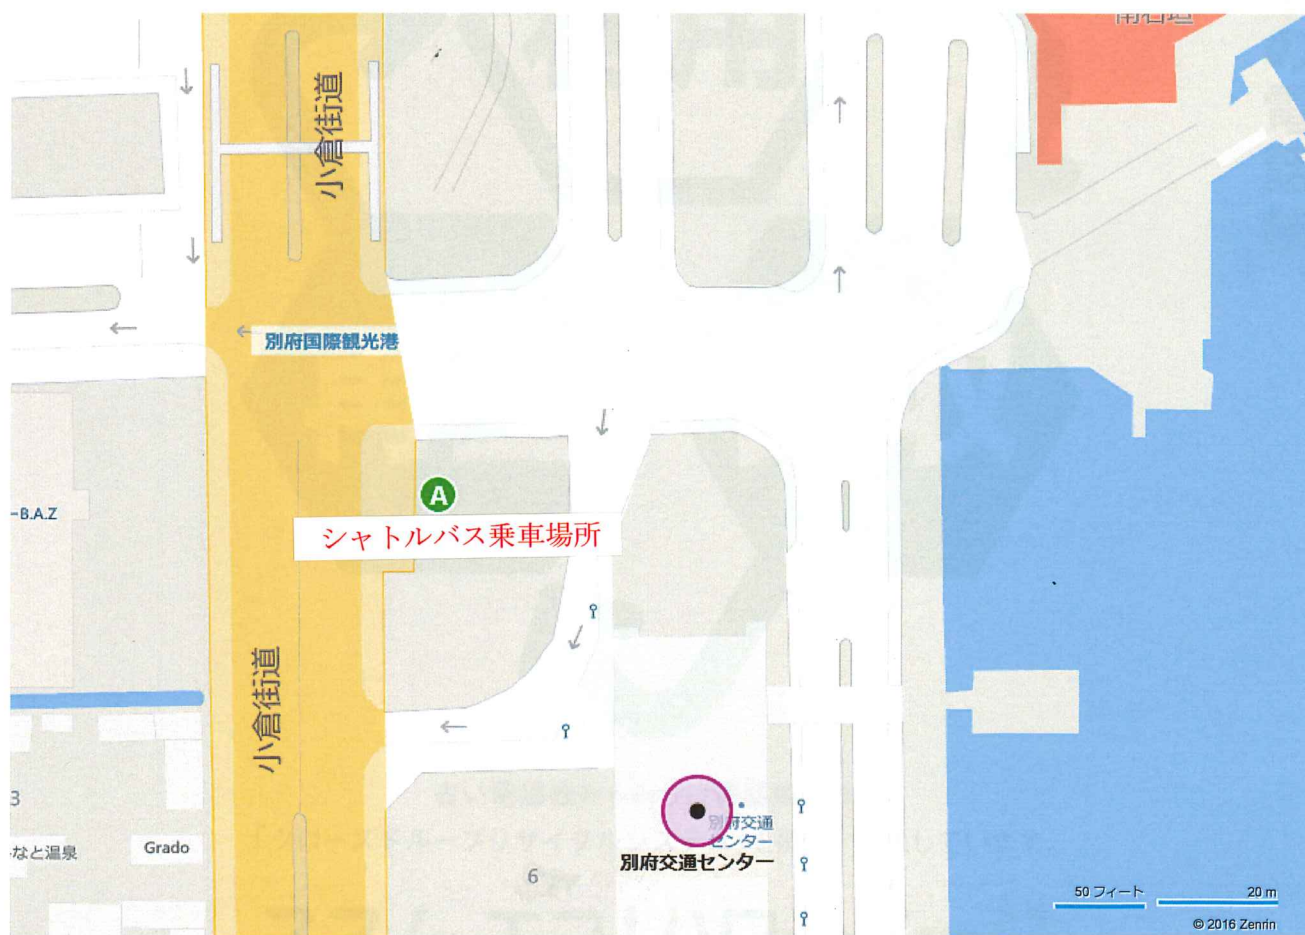 小倉街道
別府国際観光港
A
-B.A.Z
シャトルバス乗車場所
小倉街道
3
なと温泉
Grado
6
別府交通
センター
別府交通センター
50 フィート
20 m
© 2016 Zenrin